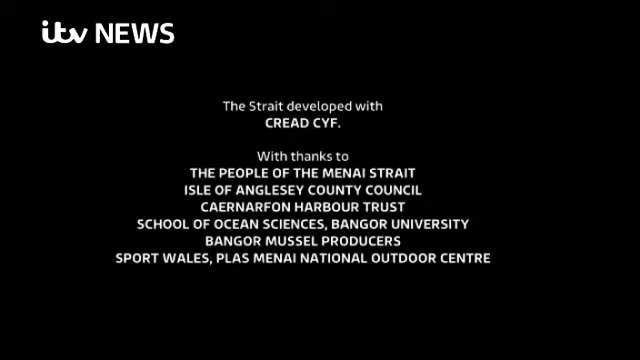 itv NEWS
The Strait developed with
CREAD CYF.
With thanks to
THE PEOPLE OF THE MENAI STRAIT
ISLE OF ANGLESEY COUNTY COUNCIL
CAERNARFON HARBOUR TRUST
SCHOOL OF OCEAN SCIENCES, BANGOR UNIVERSITY
BANGOR MUSSEL PRODUCERS
SPORT WALES, PLAS MENAI NATIONAL OUTDOOR CENTRE